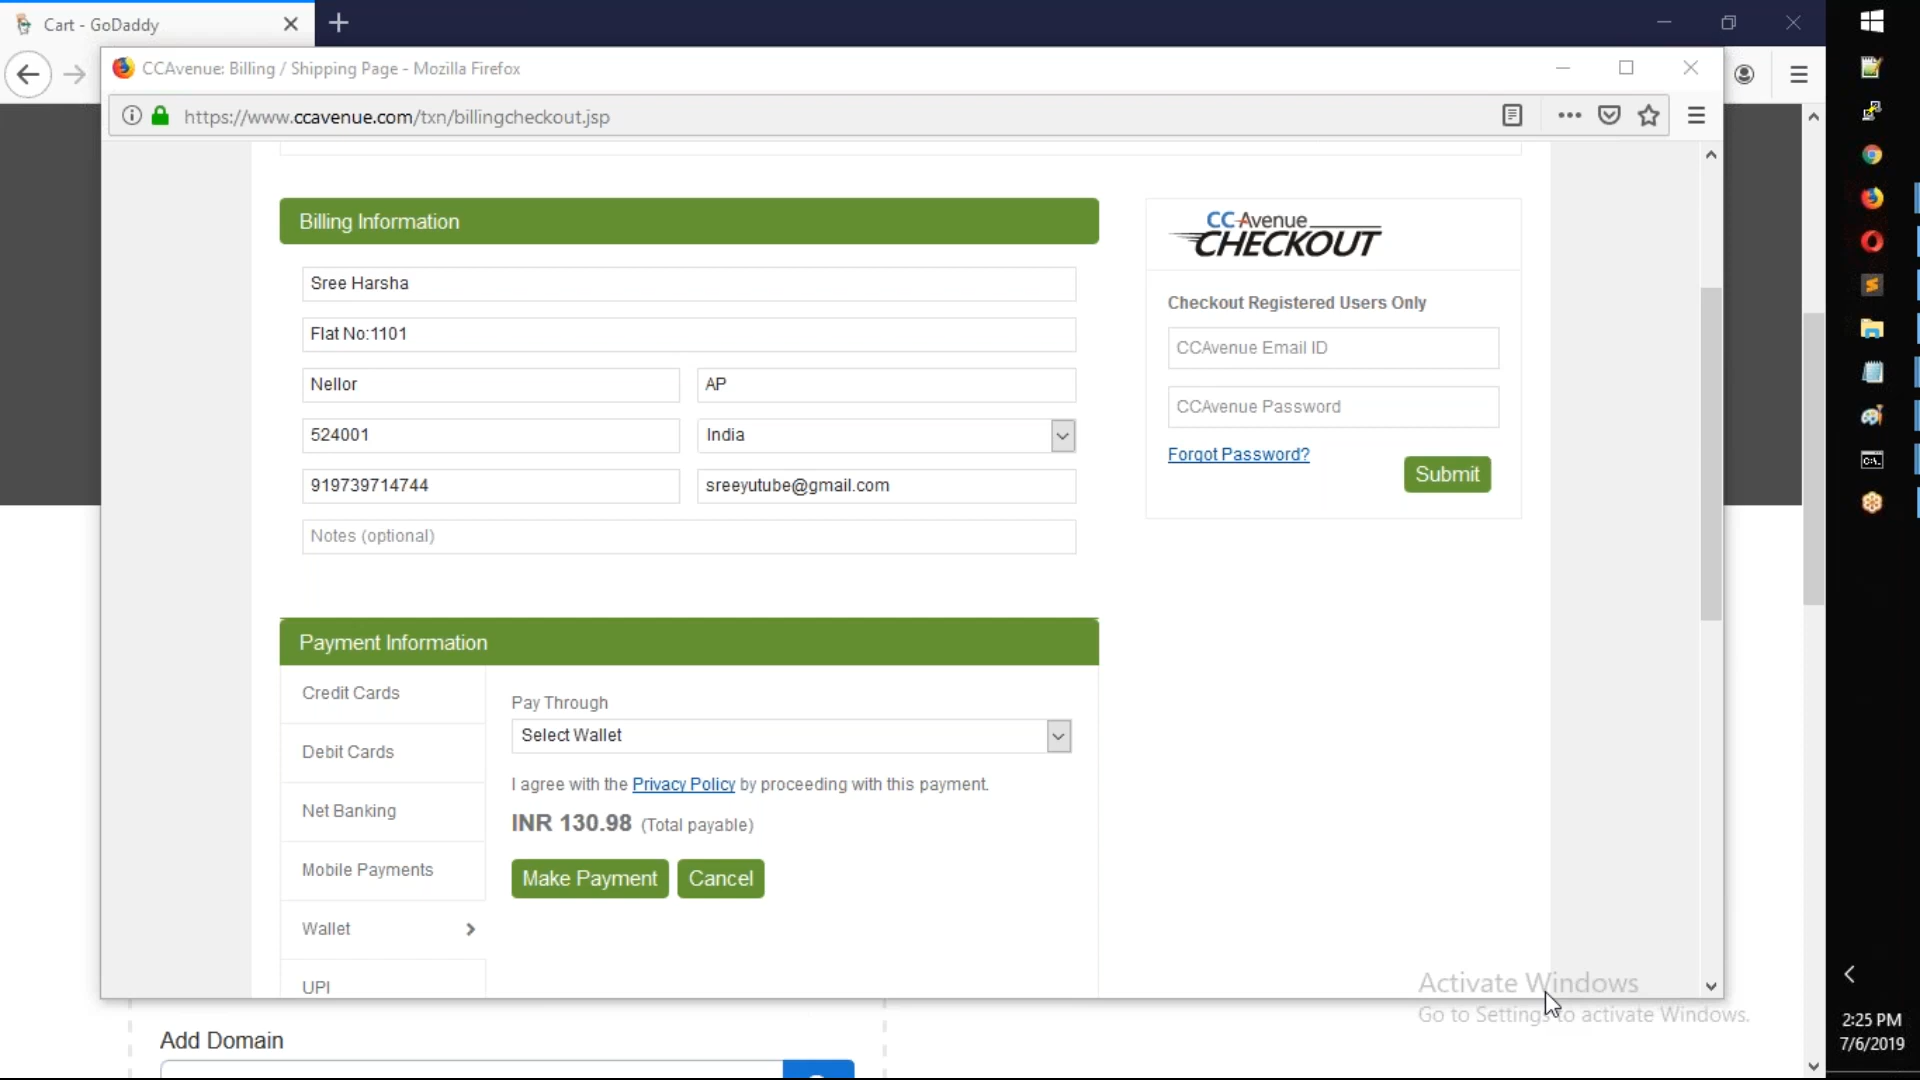 Cart - GoDaddy
CCAvenue: Billing / Shipping Page - Mozilla Firefox
https://www.ccavenue.com/txn/billingcheckout.jsp
Billing Information
Sree Harsha
Flat No:1101
Nellor
AP
524001
India
919739714744
sreeyutube@gmail.com
Notes (optional)
CCAvenue
CHECKOUT
Checkout Registered Users Only
CCAvenue Email ID
CCAvenue Password
Forgot Password?
Submit
Payment Information
Credit Cards
Debit Cards
Net Banking
Mobile Payments
Wallet
UPI
Pay Through
Select Wallet
I agree with the Privacy Policy by proceeding with this payment.
INR 130.98 (Total payable)
Make Payment
Cancel
Activate Windows
Go to Settings to activate Windows.
Add Domain
2:25 PM
7/6/2019